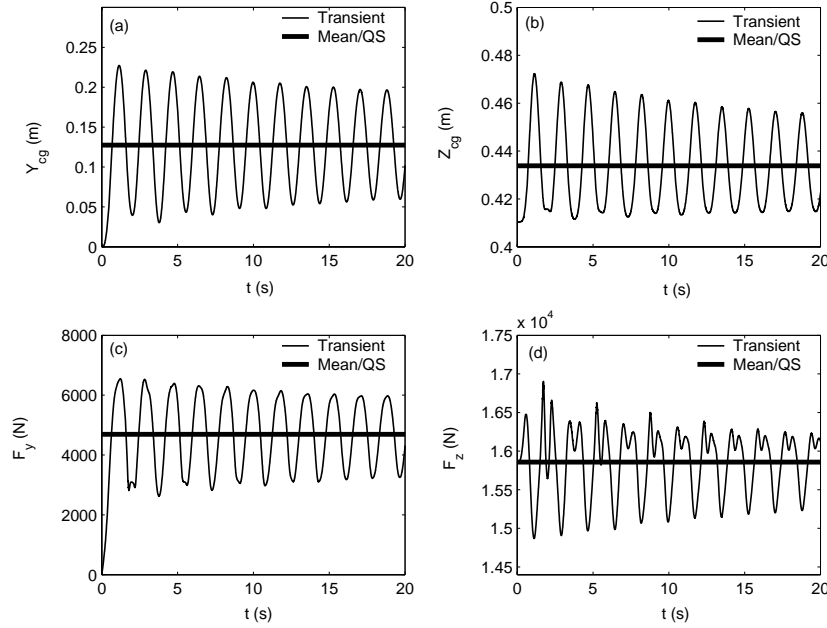 (a)
Transient
Mean/QS
0.25
0.2
0.15
0.1
0.05
0
Y_cg (m)
0 5 10 15 20
t (s)
(b)
Transient
Mean/QS
0.5
0.48
0.46
0.44
0.42
0.4
Z_cg (m)
0 5 10 15 20
t (s)
(c)
Transient
Mean/QS
8000
6000
4000
2000
0
F_y (N)
0 5 10 15 20
t (s)
x 10^4
(d)
Transient
Mean/QS
1.75
1.7
1.65
1.6
1.55
1.5
1.45
F_z (N)
0 5 10 15 20
t (s)